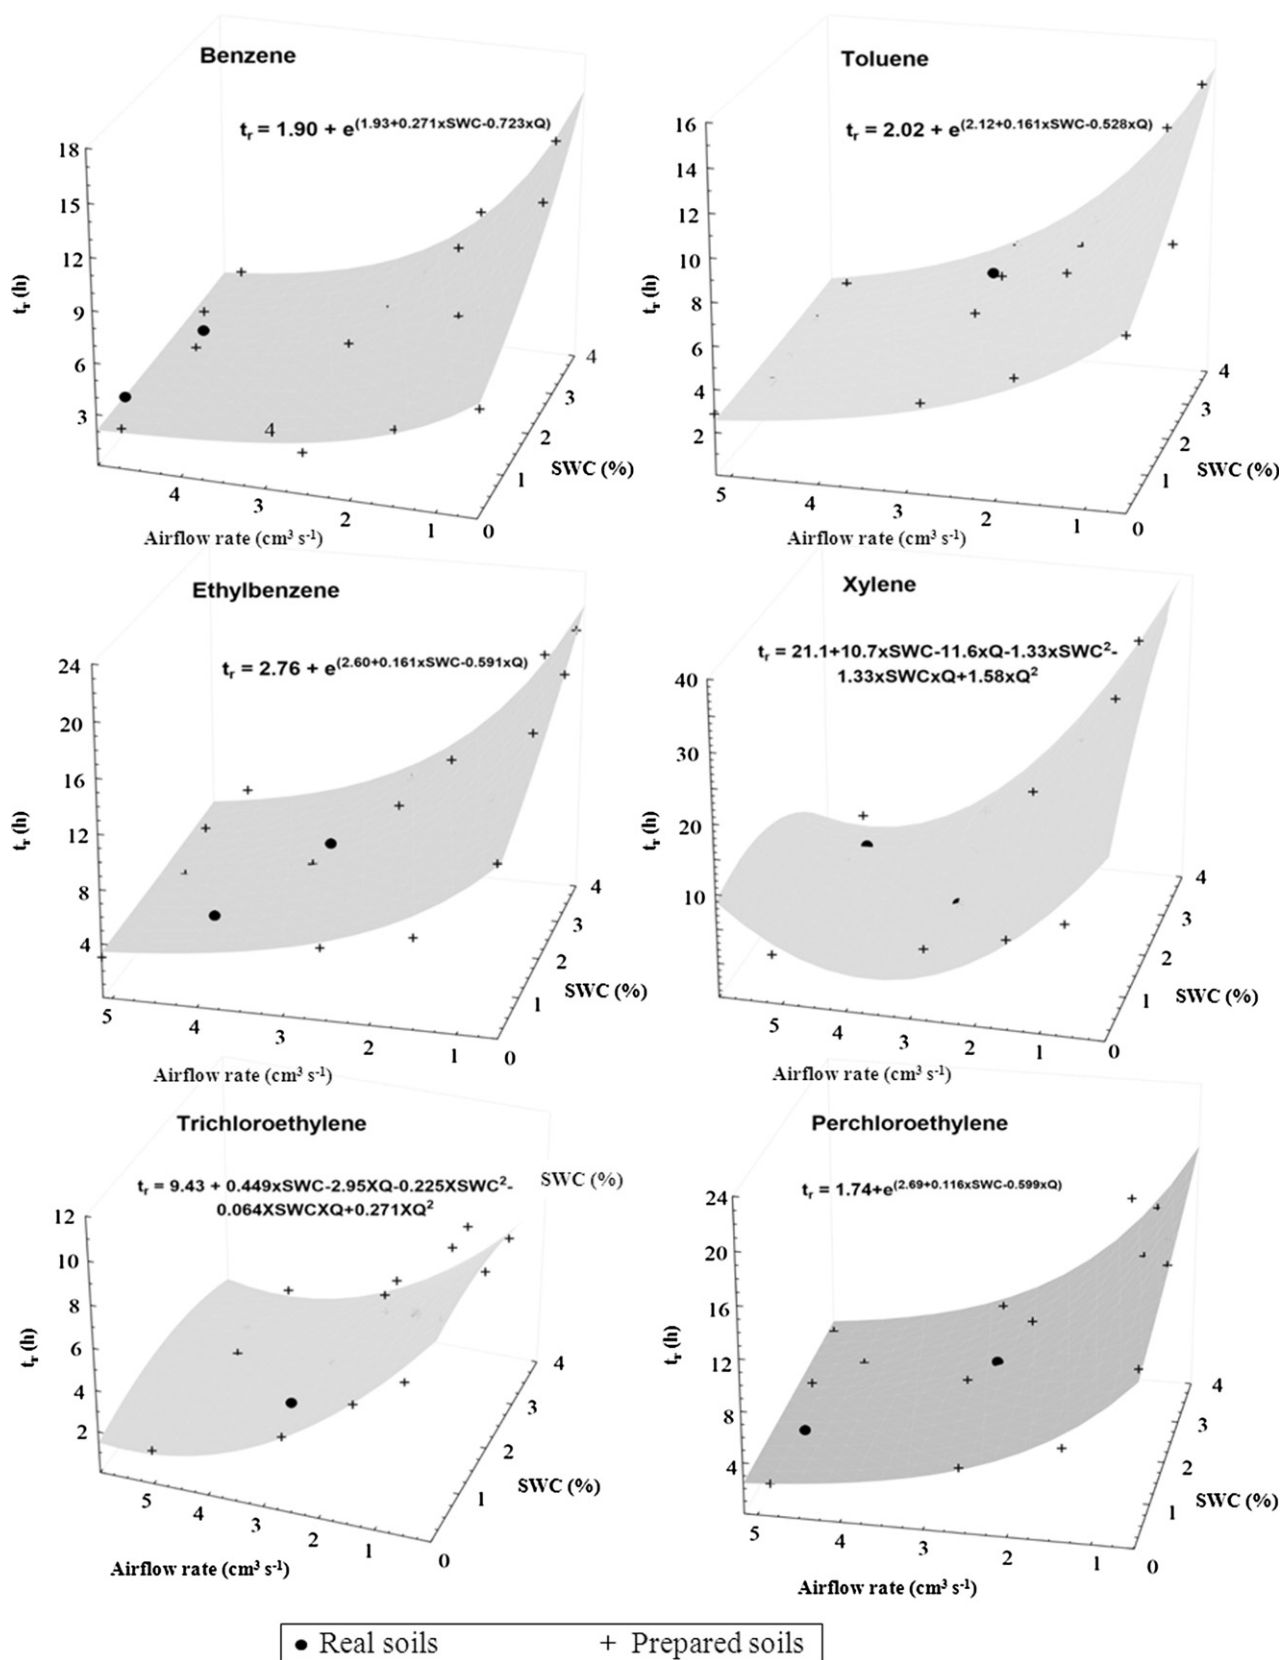 Benzene
t_r = 1.90 + e^(1.93+0.271xSWC-0.723xQ)
18
15
12
9
6
3
t_r (h)
4
4
3
2
1
0
4
3
2
1
SWC (%)
Airflow rate (cm³ s⁻¹)
Toluene
t_r = 2.02 + e^(2.12+0.161xSWC-0.528xQ)
16
14
12
10
8
6
4
2
t_r (h)
5
4
3
2
1
0
4
3
2
1
SWC (%)
Airflow rate (cm³ s⁻¹)
Ethylbenzene
t_r = 2.76 + e^(2.60+0.161xSWC-0.591xQ)
24
20
16
12
8
4
t_r (h)
5
4
3
2
1
0
4
3
2
1
SWC (%)
Airflow rate (cm³ s⁻¹)
Xylene
t_r = 21.1+10.7xSWC-11.6xQ-1.33xSWC²-
1.33xSWCxQ+1.58xQ²
40
30
20
10
t_r (h)
5
4
3
2
1
0
4
3
2
1
SWC (%)
Airflow rate (cm³ s⁻¹)
Trichloroethylene
t_r = 9.43 + 0.449xSWC-2.95XQ-0.225XSWC²-
0.064XSWCXQ+0.271XQ²
SWC (%)
12
10
8
6
4
2
t_r (h)
5
4
3
2
1
0
4
3
2
1
SWC (%)
Airflow rate (cm³ s⁻¹)
Perchloroethylene
t_r = 1.74+e^(2.69+0.116xSWC-0.599xQ)
24
20
16
12
8
4
t_r (h)
5
4
3
2
1
0
4
3
2
1
SWC (%)
Airflow rate (cm³ s⁻¹)
● Real soils + Prepared soils